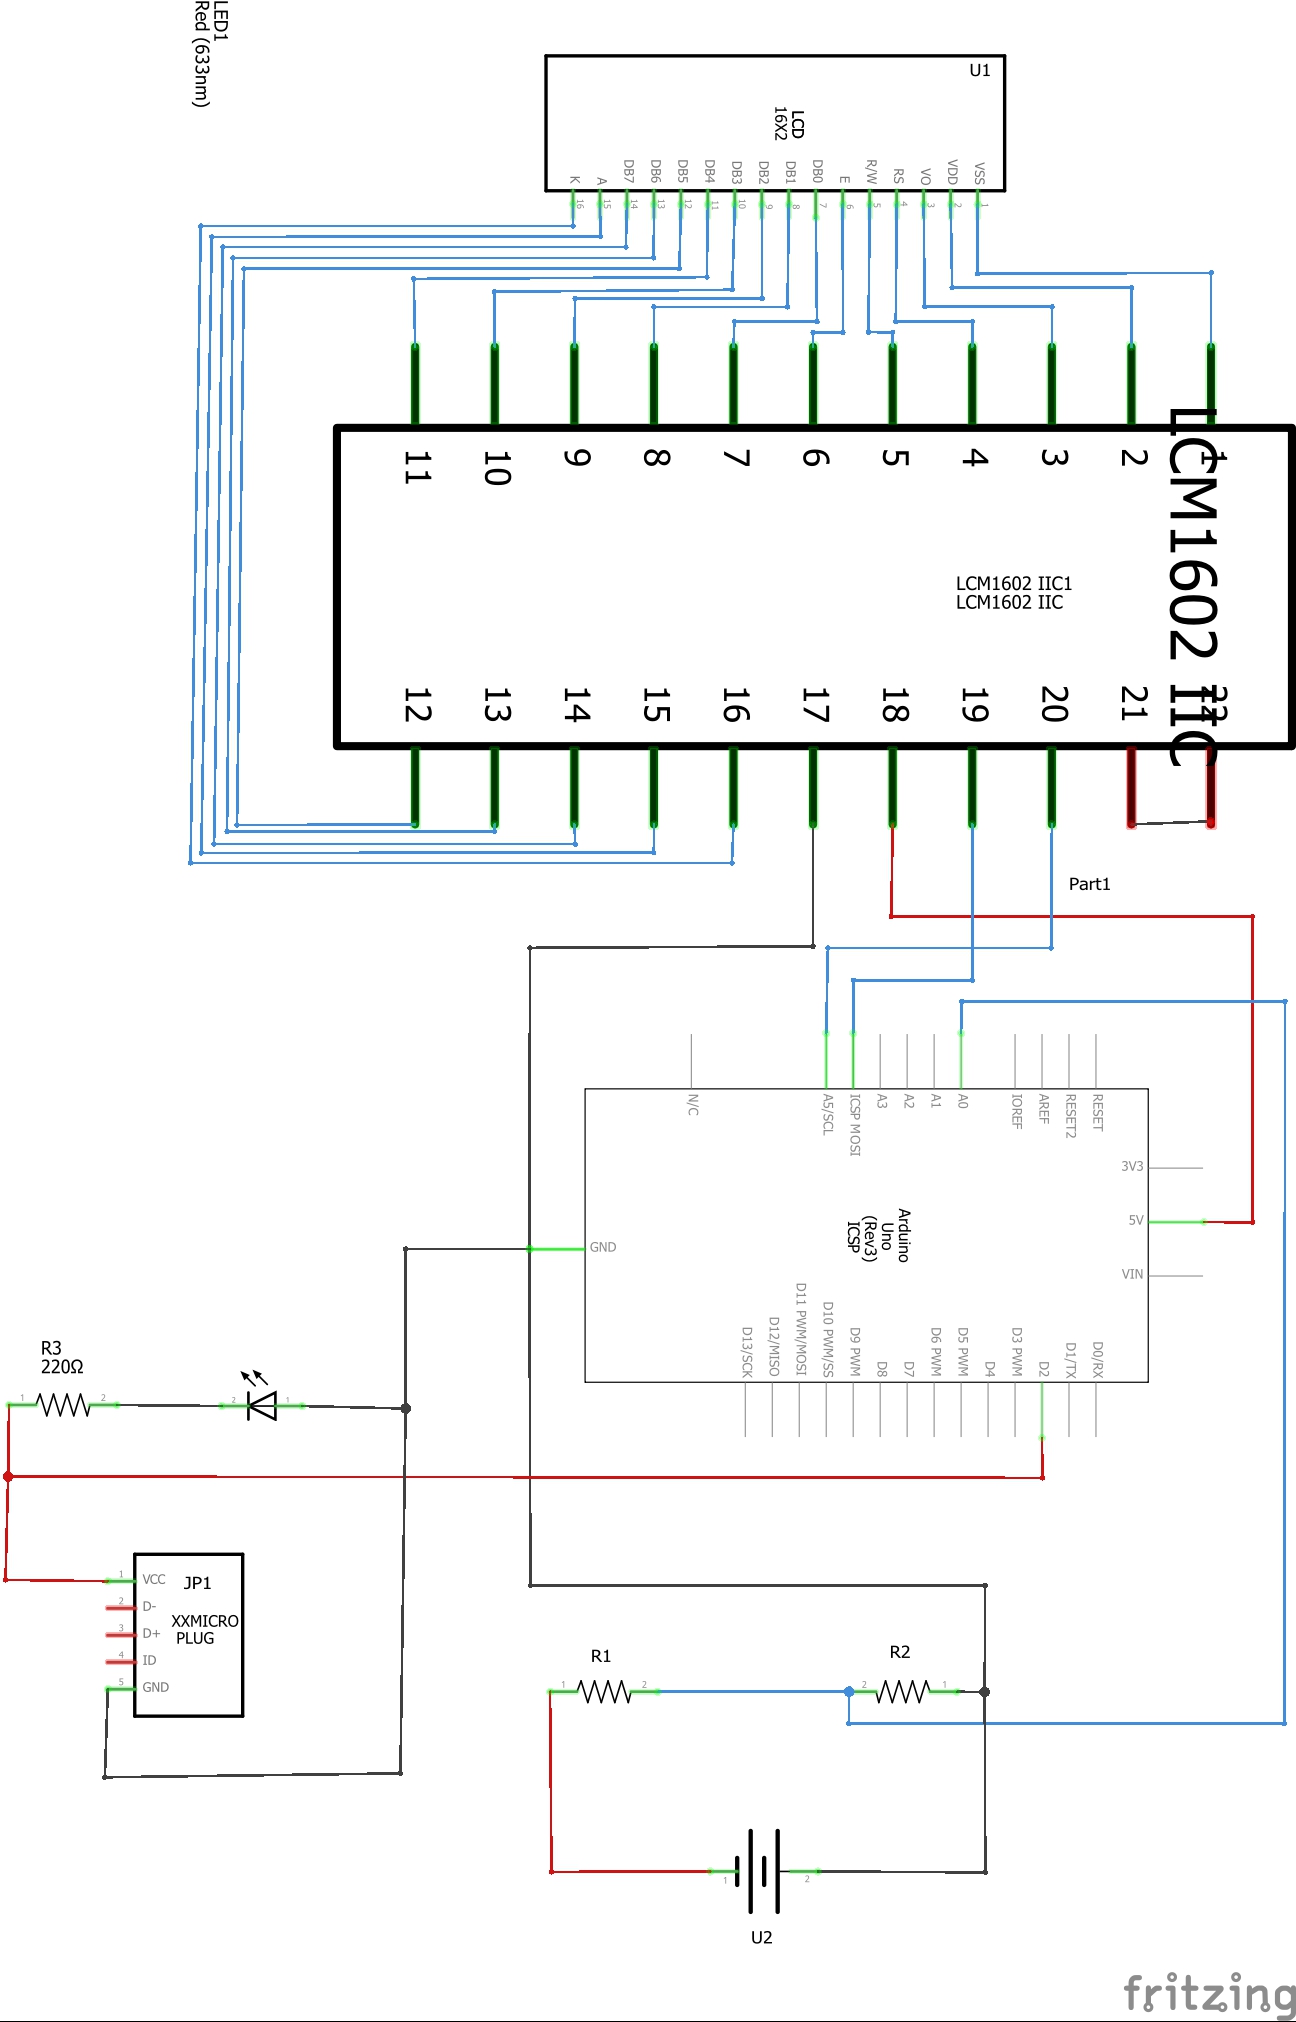 LED1
Red (633nm)
U1
LCD
16X2
K
A
DB7
DB6
DB5
DB4
DB3
DB2
DB1
DB0
E
R/W
RS
VO
VDD
VSS
16
15
14
13
12
11
10
9
8
7
6
5
4
3
2
1
11
10
9
8
7
6
5
4
3
2
1
LCM1602 IIC
LCM1602 IIC1
LCM1602 IIC
12
13
14
15
16
17
18
19
20
21
22
Part1
N/C
A5/SCL
ICSP MOSI
A3
A2
A1
A0
IOREF
AREF
RESET2
RESET
3V3
5V
VIN
Arduino
Uno
(Rev3)
ICSP
GND
D13/SCK
D12/MISO
D11 PWM/MOSI
D10 PWM/SS
D9 PWM
D8
D7
D6 PWM
D5 PWM
D4
D3 PWM
D2
D1/TX
D0/RX
R3
220Ω
1
2
2
1
1
VCC
JP1
2
D-
XXMICRO
3
D+
PLUG
4
ID
5
GND
R1
R2
1
2
2
1
1
2
U2
fritzing